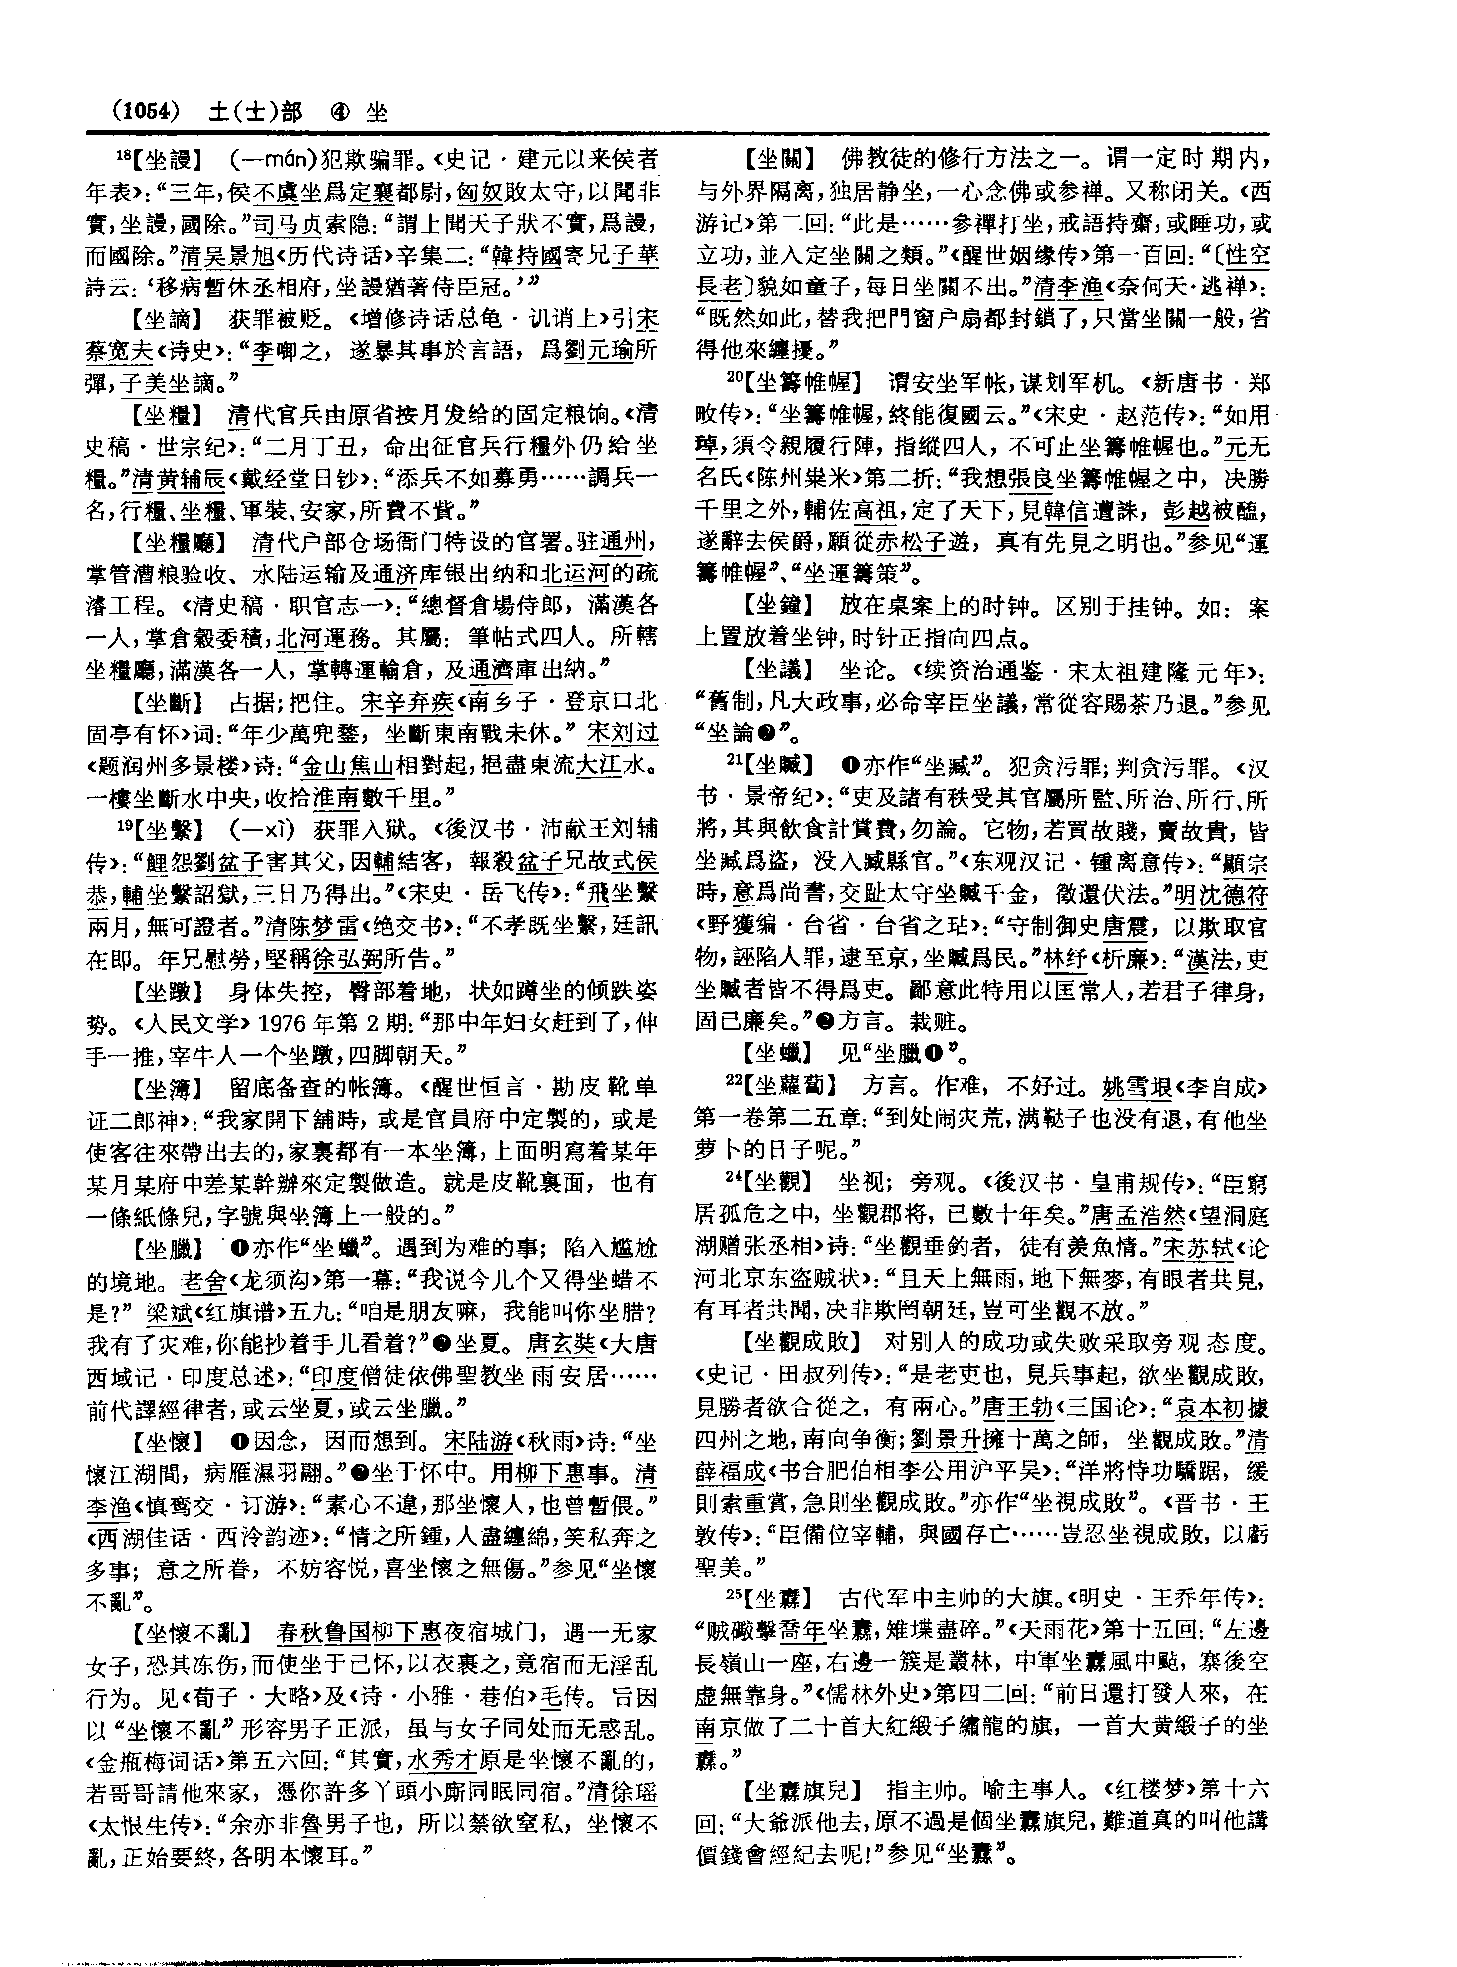 (1054) 土(士)部 ④ 坐
18【坐謾】 (—mán)犯欺骗罪。《史记·建元以来侯者
年表》：“三年，侯不虞坐爲定襄都尉，匈奴敗太守，以聞非
實，坐謾，國除。”司马贞索隐：“謂上聞天子狀不實，爲謾，
而國除。”清吴景旭《历代诗话》辛集二：“韓持國寄兄子華
詩云：‘移病暫休丞相府，坐謾猶著侍臣冠。’”
【坐謫】 获罪被贬。《增修诗话总龟·讥诮上》引宋
蔡宽夫《诗史》：“李啣之，遂暴其事於言語，爲劉元瑜所
彈，子美坐謫。”
【坐糧】 清代官兵由原省按月发给的固定粮饷。《清
史稿·世宗纪》：“二月丁丑，命出征官兵行糧外仍給坐
糧。”清黄辅辰《戴经堂日钞》：“添兵不如募勇……調兵一
名，行糧、坐糧、軍裝、安家，所費不貲。”
【坐糧廳】 清代户部仓场衙门特设的官署。驻通州，
掌管漕粮验收、水陆运输及通济库银出纳和北运河的疏
濬工程。《清史稿·职官志一》：“總督倉場侍郎，滿漢各
一人，掌倉穀委積，北河運務。其屬：筆帖式四人。所轄
坐糧廳，滿漢各一人，掌轉運輸倉，及通濟庫出納。”
【坐斷】 占据；把住。宋辛弃疾《南乡子·登京口北
固亭有怀》词：“年少萬兜鍪，坐斷東南戰未休。”宋刘过
《题润州多景楼》诗：“金山焦山相對起，挹盡東流大江水。
一樓坐斷水中央，收拾淮南數千里。”
19【坐繫】 (—xì) 获罪入狱。《後汉书·沛献王刘辅
传》：“鯉怨劉盆子害其父，因輔結客，報殺盆子兄故式侯
恭，輔坐繫詔獄，三日乃得出。”《宋史·岳飞传》：“飛坐繫
兩月，無可證者。”清陈梦雷《绝交书》：“不孝既坐繫，廷訊
在即。年兄慰勞，堅稱徐弘弼所告。”
【坐蹾】 身体失控，臀部着地，状如蹲坐的倾跌姿
势。《人民文学》1976年第2期：“那中年妇女赶到了，伸
手一推，宰牛人一个坐蹾，四脚朝天。”
【坐簿】 留底备查的帐簿。《醒世恒言·勘皮靴单
证二郎神》：“我家開下舖時，或是官員府中定製的，或是
使客往來帶出去的，家裏都有一本坐簿，上面明寫着某年
某月某府中差某幹辦來定製做造。就是皮靴裏面，也有
一條紙條兒，字號與坐簿上一般的。”
【坐臘】 ❶亦作“坐蠟”。遇到为难的事；陷入尴尬
的境地。老舍《龙须沟》第一幕：“我说今儿个又得坐蜡不
是？”梁斌《红旗谱》五九：“咱是朋友嘛，我能叫你坐腊？
我有了灾难，你能抄着手儿看着？”❷坐夏。唐玄奘《大唐
西域记·印度总述》：“印度僧徒依佛聖教坐雨安居……
前代譯經律者，或云坐夏，或云坐臘。”
【坐懷】 ❶因念，因而想到。宋陆游《秋雨》诗：“坐
懷江湖間，病雁濕羽翮。”❷坐于怀中。用柳下惠事。清
李渔《慎鸾交·订游》：“素心不違，那坐懷人，也曾暫偎。”
《西湖佳话·西泠韵迹》：“情之所鍾，人盡纏綿，笑私奔之
多事；意之所眷，不妨容悦，喜坐懷之無傷。”参见“坐懷
不亂”。
【坐懷不亂】 春秋鲁国柳下惠夜宿城门，遇一无家
女子，恐其冻伤，而使坐于己怀，以衣裹之，竟宿而无淫乱
行为。见《荀子·大略》及《诗·小雅·巷伯》毛传。旨因
以“坐懷不亂”形容男子正派，虽与女子同处而无惑乱。
《金瓶梅词话》第五六回：“其實，水秀才原是坐懷不亂的，
若哥哥請他來家，憑你許多丫頭小廝同眠同宿。”清徐瑶
《太恨生传》：“余亦非魯男子也，所以禁欲窒私，坐懷不
亂，正始要終，各明本懷耳。”
【坐關】 佛教徒的修行方法之一。谓一定时期内，
与外界隔离，独居静坐，一心念佛或参禅。又称闭关。《西
游记》第二回：“此是……参禪打坐，戒語持齋，或睡功，或
立功，並入定坐關之類。”《醒世姻缘传》第一百回：“〔性空
長老〕貌如童子，每日坐關不出。”清李渔《奈何天·逃禅》：
“既然如此，替我把門窗户扇都封鎖了，只當坐關一般，省
得他來纏擾。”
20【坐籌帷幄】 谓安坐军帐，谋划军机。《新唐书·郑
畋传》：“坐籌帷幄，終能復國云。”《宋史·赵范传》：“如用
琸，須令親履行陣，指縱四人，不可止坐籌帷幄也。”元无
名氏《陈州粜米》第二折：“我想張良坐籌帷幄之中，決勝
千里之外，輔佐高祖，定了天下，見韓信遭誅，彭越被醢，
遂辭去侯爵，願從赤松子遊，真有先見之明也。”参见“運
籌帷幄”、“坐運籌策”。
【坐鐘】 放在桌案上的时钟。区别于挂钟。如：案
上置放着坐钟，时针正指向四点。
【坐議】 坐论。《续资治通鉴·宋太祖建隆元年》：
“舊制，凡大政事，必命宰臣坐議，常從容賜茶乃退。”参见
“坐論❷”。
21【坐贓】 ❶亦作“坐臧”。犯贪污罪；判贪污罪。《汉
书·景帝纪》：“吏及諸有秩受其官屬所監、所治、所行、所
將，其與飲食計賞費，勿論。它物，若買故賤，賣故貴，皆
坐臧爲盗，没入臧縣官。”《东观汉记·锺离意传》：“顯宗
時，意爲尚書，交阯太守坐贓千金，徵還伏法。”明沈德符
《野獲编·台省·台省之玷》：“守制御史唐震，以欺取官
物，誣陷人罪，逮至京，坐贓爲民。”林纾《析廉》：“漢法，吏
坐贓者皆不得爲吏。鄙意此特用以匡常人，若君子律身，
固已廉矣。”❷方言。栽赃。
【坐蠟】 见“坐臘❶”。
22【坐蘿蔔】 方言。作难，不好过。姚雪垠《李自成》
第一卷第二五章：“到处闹灾荒，满鞑子也没有退，有他坐
萝卜的日子呢。”
24【坐觀】 坐视；旁观。《後汉书·皇甫规传》：“臣窮
居孤危之中，坐觀郡将，已數十年矣。”唐孟浩然《望洞庭
湖赠张丞相》诗：“坐觀垂釣者，徒有羨魚情。”宋苏轼《论
河北京东盗贼状》：“且天上無雨，地下無麥，有眼者共見，
有耳者共聞，決非欺罔朝廷，豈可坐觀不放。”
【坐觀成敗】 对别人的成功或失败采取旁观态度。
《史记·田叔列传》：“是老吏也，見兵事起，欲坐觀成敗，
見勝者欲合從之，有兩心。”唐王勃《三国论》：“袁本初據
四州之地，南向争衡；劉景升擁十萬之師，坐觀成敗。”清
薛福成《书合肥伯相李公用沪平吴》：“洋將恃功驕踞，缓
則索重賞，急則坐觀成敗。”亦作“坐視成敗”。《晋书·王
敦传》：“臣備位宰輔，與國存亡……豈忍坐視成敗，以虧
聖美。”
25【坐纛】 古代军中主帅的大旗。《明史·王乔年传》：
“贼礮擊喬年坐纛，雉堞盡碎。”《天雨花》第十五回：“左邊
長嶺山一座，右邊一簇是叢林，中軍坐纛風中颭，寨後空
虚無靠身。”《儒林外史》第四二回：“前日還打發人來，在
南京做了二十首大紅緞子繡龍的旗，一首大黄緞子的坐
纛。”
【坐纛旗兒】 指主帅。喻主事人。《红楼梦》第十六
回：“大爺派他去，原不過是個坐纛旗兒，難道真的叫他講
價錢會經紀去呢！”参见“坐纛”。